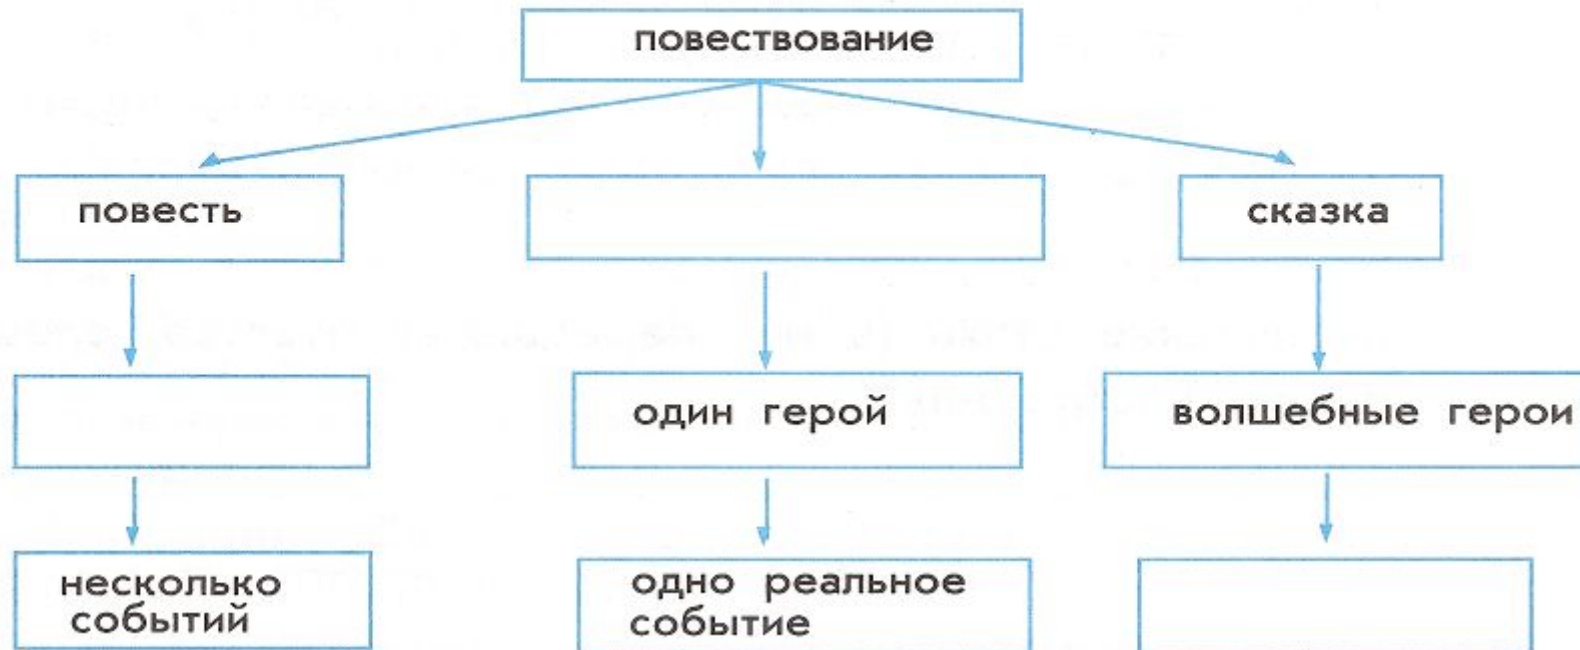 повествование
повесть
сказка
один герой
волшебные герои
несколько
событий
одно реальное
событие